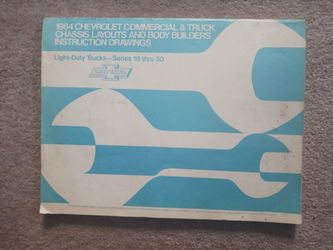 1984 CHEVROLET COMMERCIAL & TRUCK
CHASSIS LAYOUTS AND BODY BUILDERS
INSTRUCTION DRAWINGS
Light-Duty Trucks—Series 10 thru 30